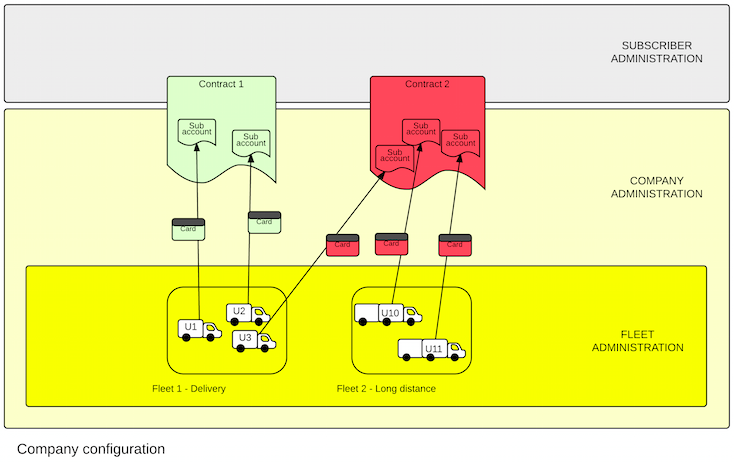 SUBSCRIBER
ADMINISTRATION
Contract 1
Contract 2
Sub
account
Sub
account
Sub
account
Sub
account
Sub
account
COMPANY
ADMINISTRATION
Card
Card
Card
Card
Card
U1
U2
U3
U10
U11
FLEET
ADMINISTRATION
Fleet 1 - Delivery
Fleet 2 - Long distance
Company configuration